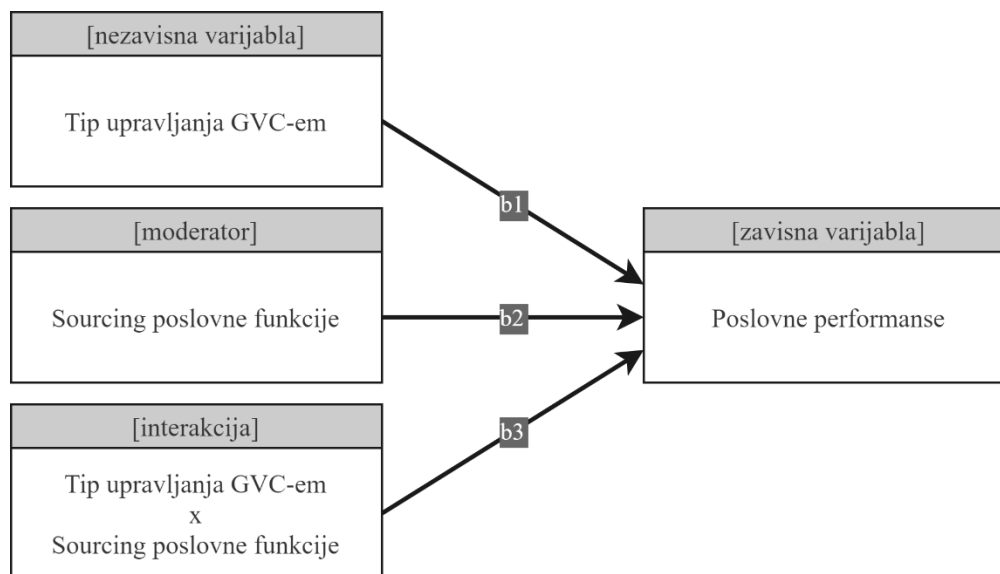 [nezavisna varijabla]
Tip upravljanja GVC-em
b1
[moderator]
Sourcing poslovne funkcije
b2
[zavisna varijabla]
Poslovne performanse
[interakcija]
Tip upravljanja GVC-em
x
Sourcing poslovne funkcije
b3